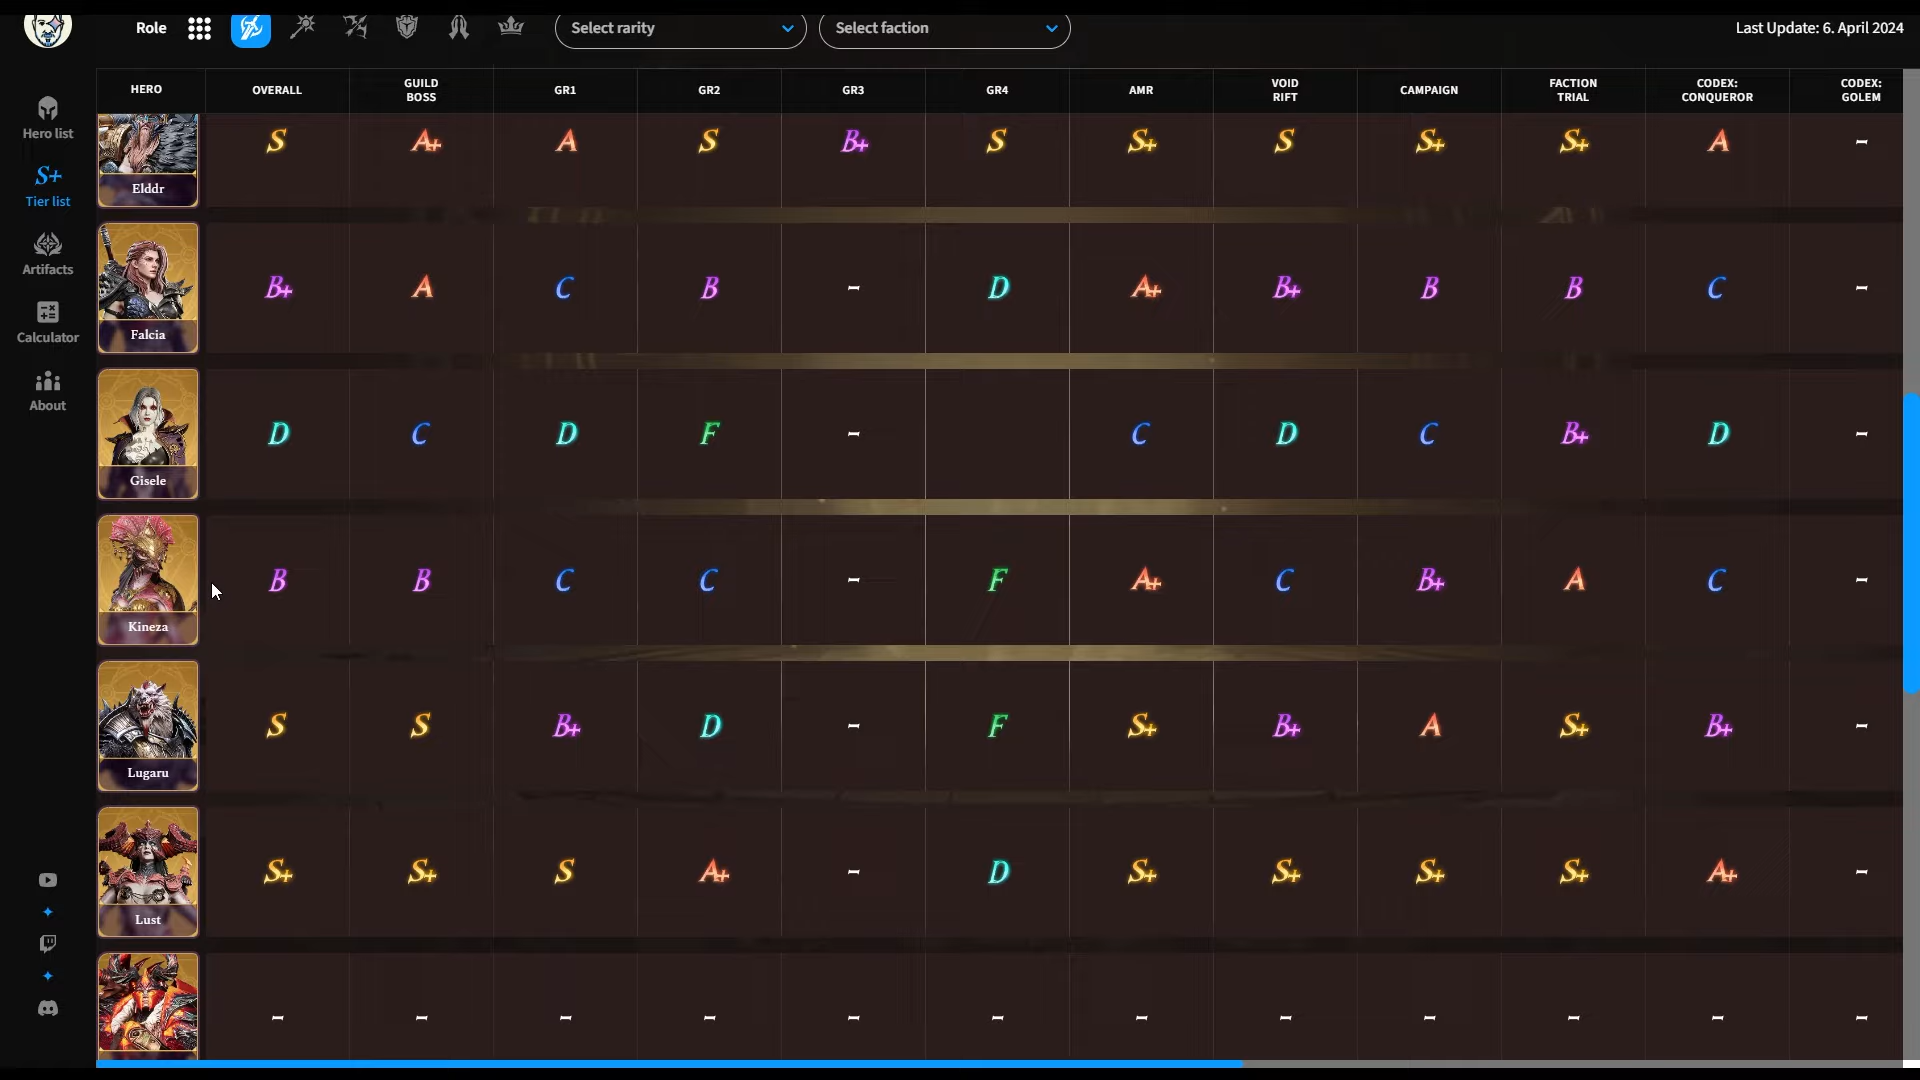 Role
Select rarity
Select faction
Last Update: 6. April 2024
HERO OVERALL GUILD BOSS GR1 GR2 GR3 GR4 AMR VOID RIFT CAMPAIGN FACTION TRIAL CODEX: CONQUEROR CODEX: GOLEM
Hero list
S+
Tier list
Artifacts
Calculator
About
Elddr S A+ A S B+ S S+ S S+ S+ A -
Falcia B+ A C B - D A+ B+ B B C -
Gisele D C D F - C D C B+ D -
Kineza B B C C - F A+ C B+ A C -
Lugaru S S B+ D - F S+ B+ A S+ B+ -
Lust S+ S+ S A+ - D S+ S+ S+ S+ A+ -
- - - - - - - - - - - -